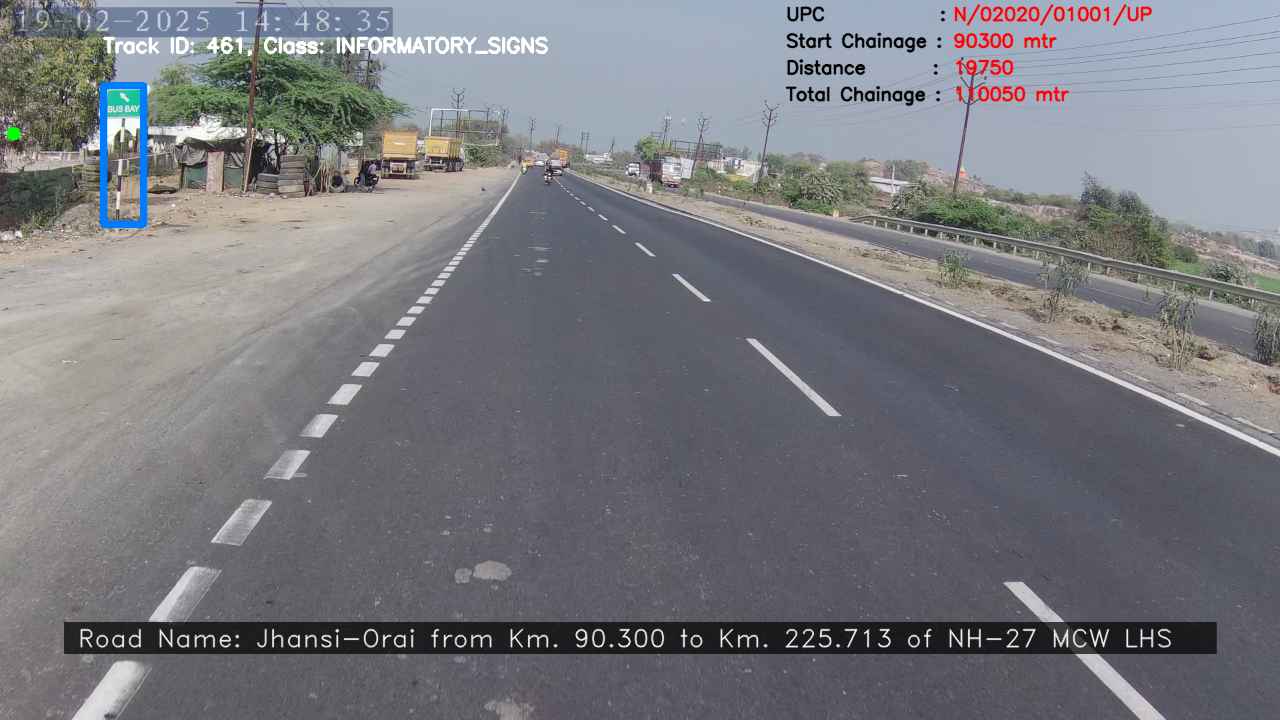 19-02-2025 14:48:35
Track ID: 461, Class: INFORMATORY_SIGNS
UPC : N/02020/01001/UP
Start Chainage : 90300 mtr
Distance : 19750
Total Chainage : 110050 mtr
BUS BAY
Road Name: Jhansi-Orai from Km. 90.300 to Km. 225.713 of NH-27 MCW LHS